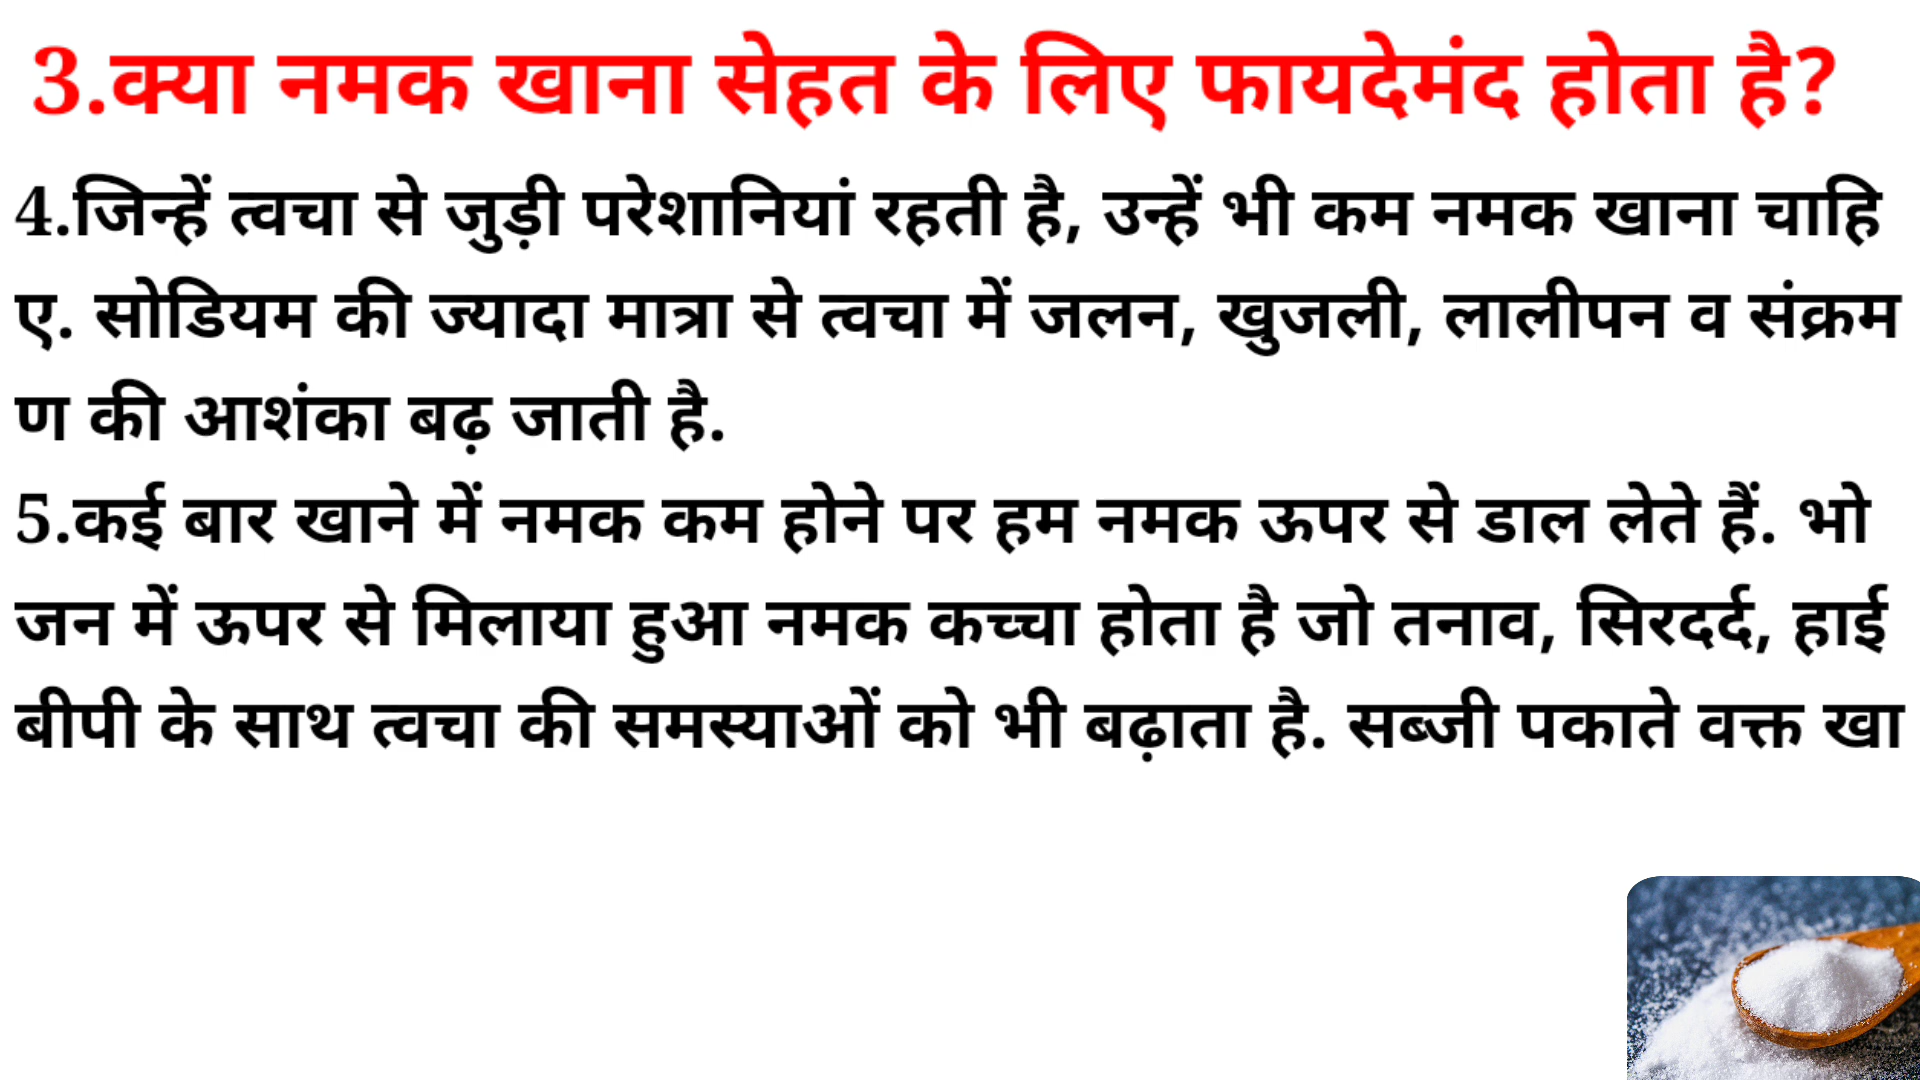 3.क्या नमक खाना सेहत के लिए फायदेमंद होता है?
4.जिन्हें त्वचा से जुड़ी परेशानियां रहती है, उन्हें भी कम नमक खाना चाहि
ए. सोडियम की ज्यादा मात्रा से त्वचा में जलन, खुजली, लालीपन व संक्रम
ण की आशंका बढ़ जाती है.
5.कई बार खाने में नमक कम होने पर हम नमक ऊपर से डाल लेते हैं. भो
जन में ऊपर से मिलाया हुआ नमक कच्चा होता है जो तनाव, सिरदर्द, हाई
बीपी के साथ त्वचा की समस्याओं को भी बढ़ाता है. सब्जी पकाते वक्त खा